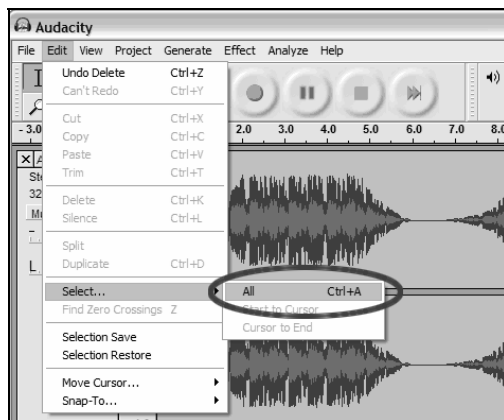 Audacity
File Edit View Project Generate Effect Analyze Help
Undo Delete Ctrl+Z
Can't Redo Ctrl+Y
Cut Ctrl+X
Copy Ctrl+C
Paste Ctrl+V
Trim Ctrl+T
Delete Ctrl+K
Silence Ctrl+L
Split
Duplicate Ctrl+D
Select...
Find Zero Crossings Z
Selection Save
Selection Restore
Move Cursor...
Snap-To...
All Ctrl+A
Start to Cursor
Cursor to End
- 3.0 2.0 3.0 4.0 5.0 6.0 7.0 8.0
X
32
L